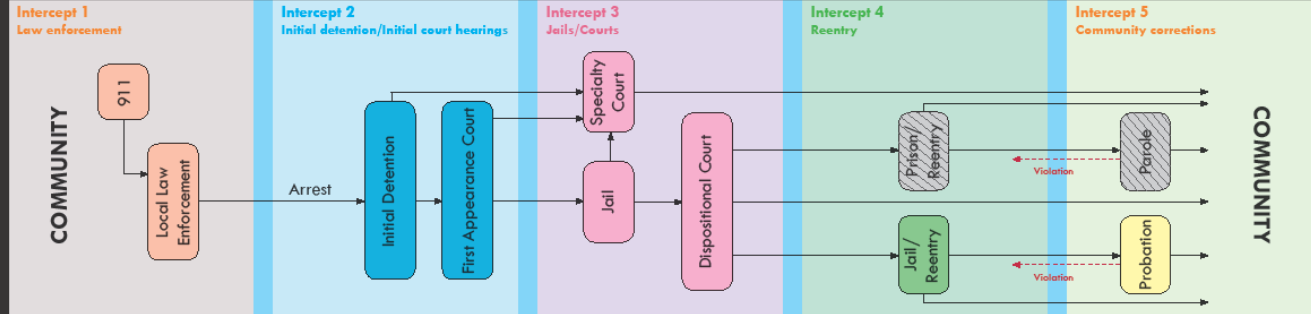 Intercept 1
Law enforcement
Intercept 2
Initial detention/Initial court hearings
Intercept 3
Jails/Courts
Intercept 4
Reentry
Intercept 5
Community corrections
COMMUNITY
911
Local Law
Enforcement
Arrest
Initial Detention
First Appearance Court
Specialty
Court
Jail
Dispositional Court
Prison/
Reentry
Jail/
Reentry
Violation
Violation
Parole
Probation
COMMUNITY